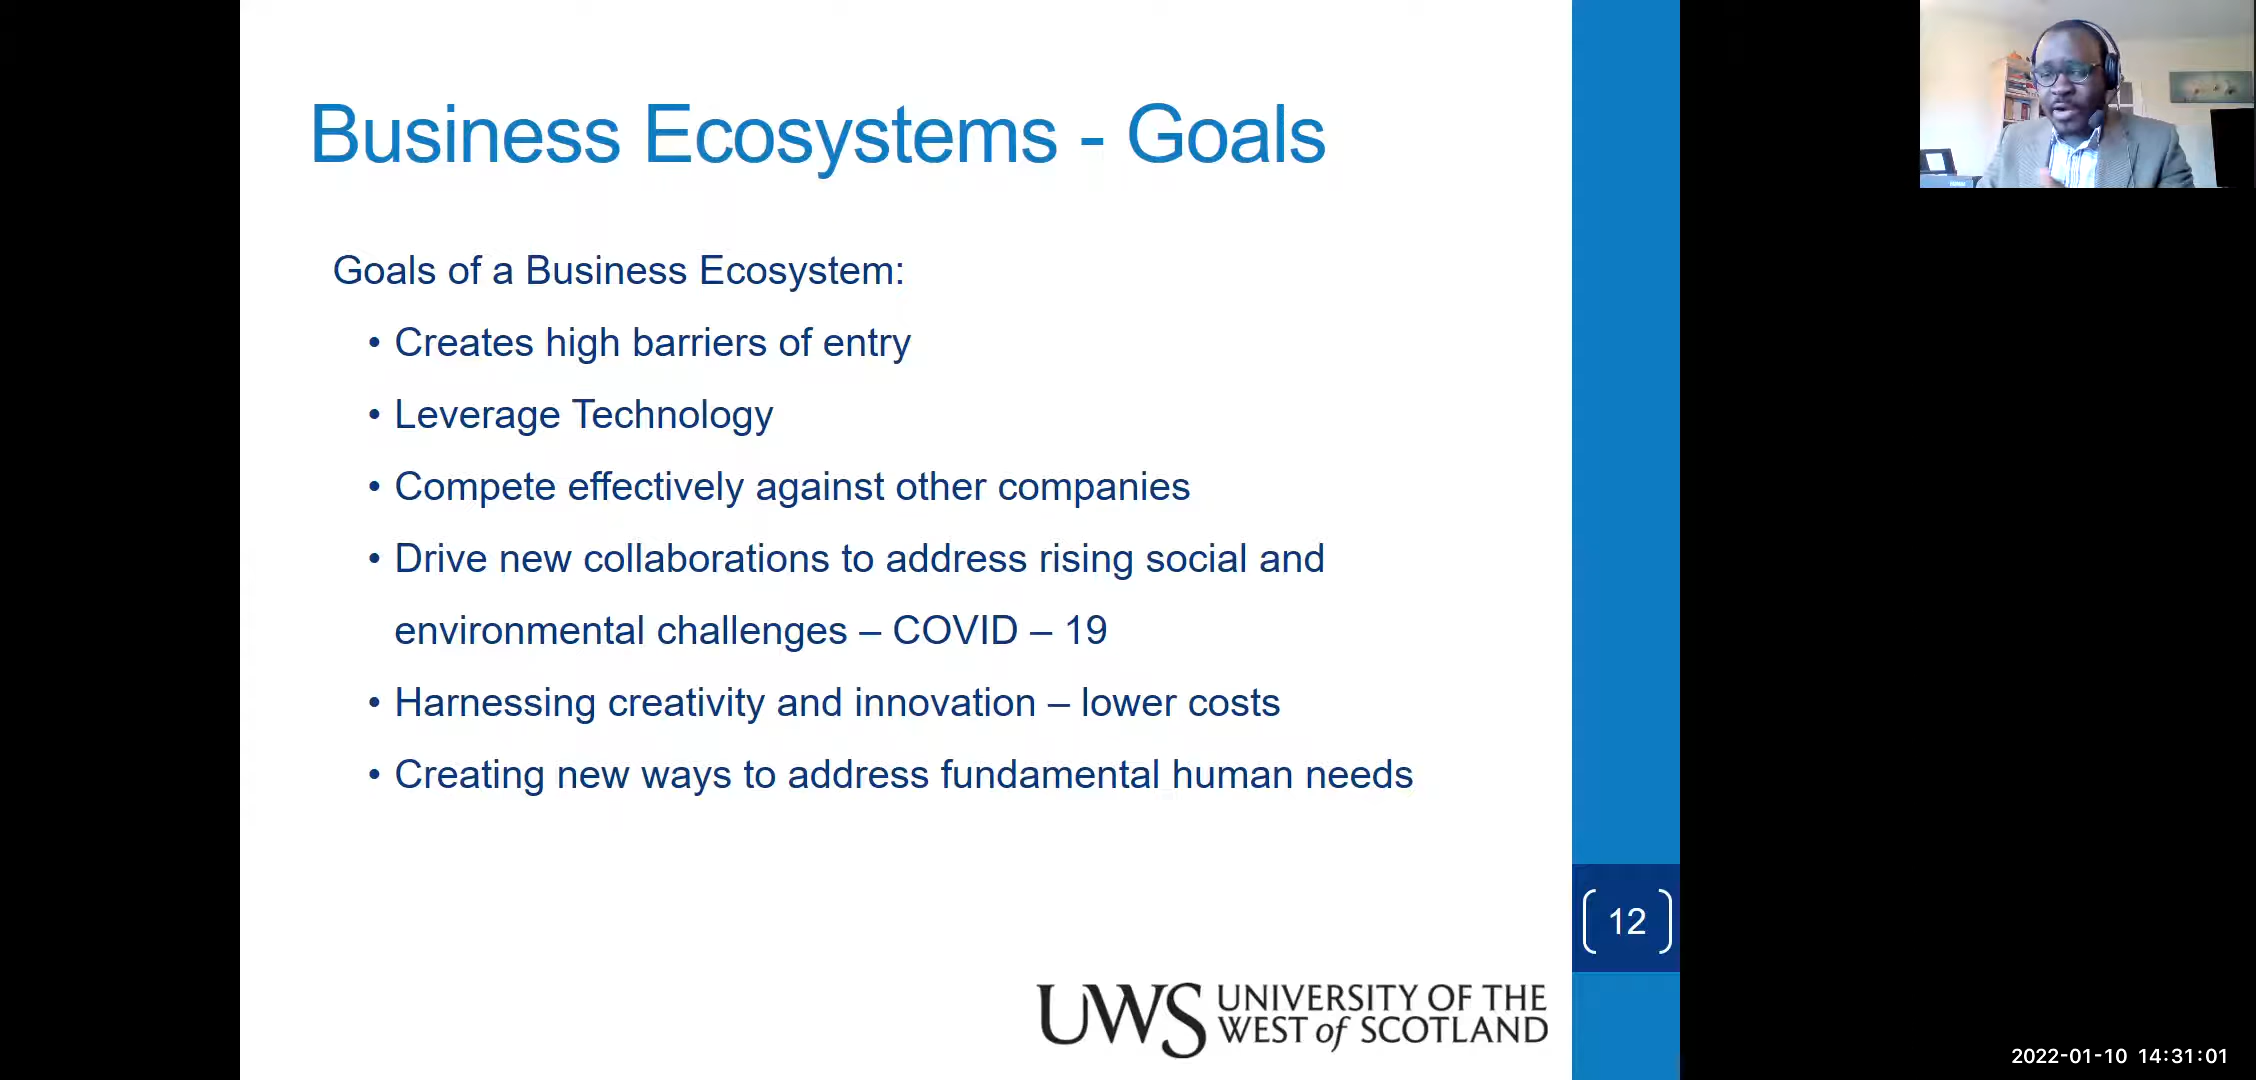 Business Ecosystems - Goals
Goals of a Business Ecosystem:
• Creates high barriers of entry
• Leverage Technology
• Compete effectively against other companies
• Drive new collaborations to address rising social and
environmental challenges – COVID – 19
• Harnessing creativity and innovation – lower costs
• Creating new ways to address fundamental human needs
12
UWS UNIVERSITY OF THE
WEST of SCOTLAND
2022-01-10 14:31:01